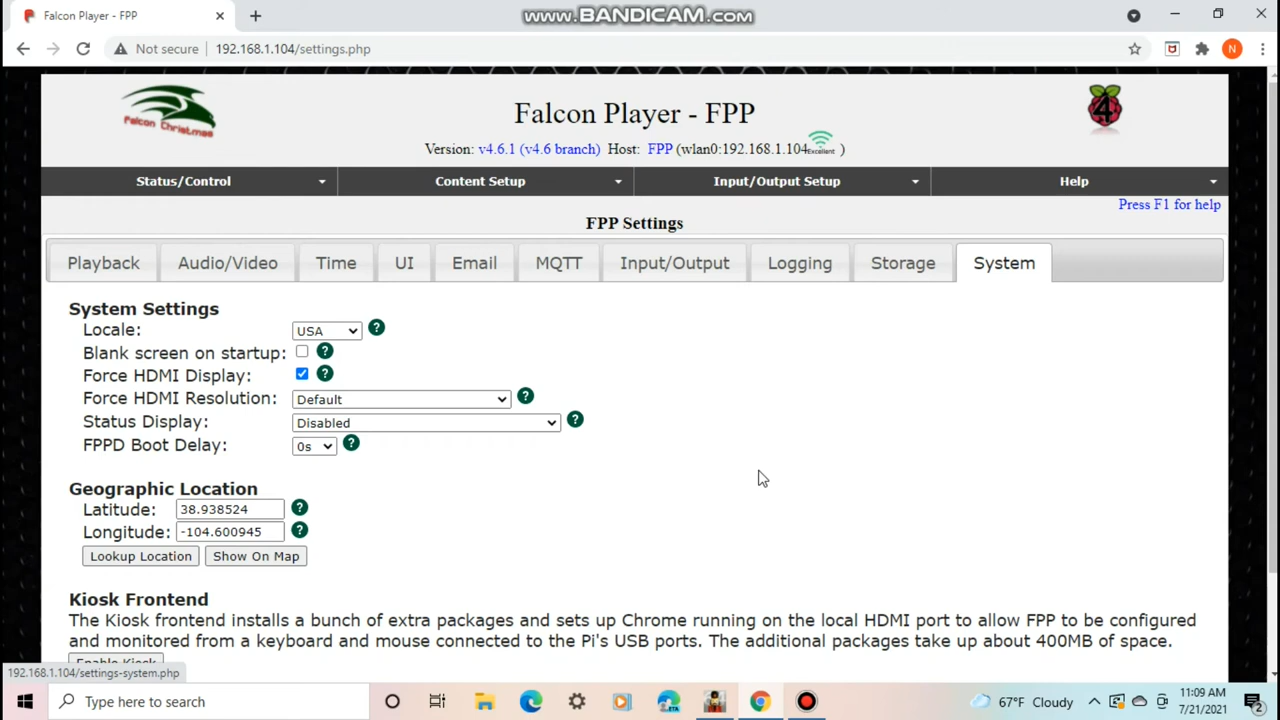 Falcon Player - FPP
www.BANDICAM.com
Not secure 192.168.1.104/settings.php
N
Falcon Christmas
Falcon Player - FPP
4
Version: v4.6.1 (v4.6 branch) Host: FPP (wlan0:192.168.1.104 Excellent )
Status/Control Content Setup Input/Output Setup Help
Press F1 for help
FPP Settings
Playback Audio/Video Time UI Email MQTT Input/Output Logging Storage System
System Settings
Locale: USA ?
Blank screen on startup: ?
Force HDMI Display: ?
Force HDMI Resolution: Default ?
Status Display: Disabled ?
FPPD Boot Delay: 0s ?
Geographic Location
Latitude: 38.938524 ?
Longitude: -104.600945 ?
Lookup Location Show On Map
Kiosk Frontend
The Kiosk frontend installs a bunch of extra packages and sets up Chrome running on the local HDMI port to allow FPP to be configured
and monitored from a keyboard and mouse connected to the Pi's USB ports. The additional packages take up about 400MB of space.
Enable Kiosk
192.168.1.104/settings-system.php
Type here to search
ETA
67°F Cloudy
11:09 AM
7/21/2021
2